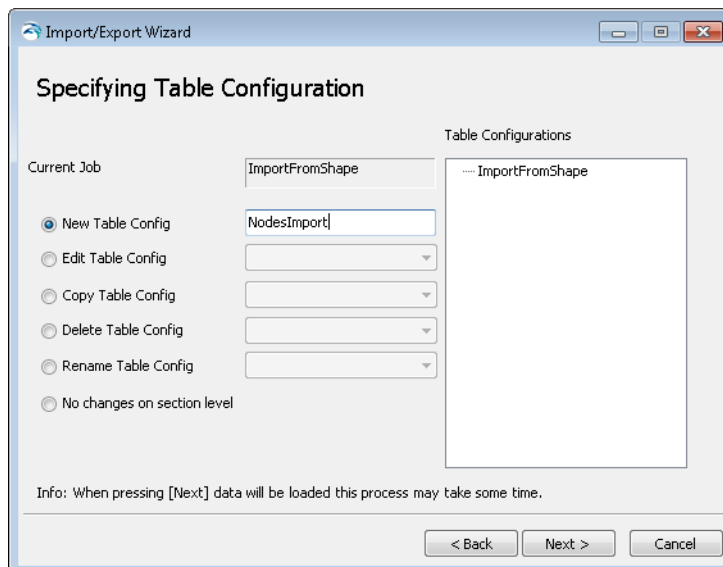 Import/Export Wizard
Specifying Table Configuration
Table Configurations
Current Job
ImportFromShape
ImportFromShape
New Table Config
NodesImport
Edit Table Config
Copy Table Config
Delete Table Config
Rename Table Config
No changes on section level
Info: When pressing [Next] data will be loaded this process may take some time.
< Back
Next >
Cancel